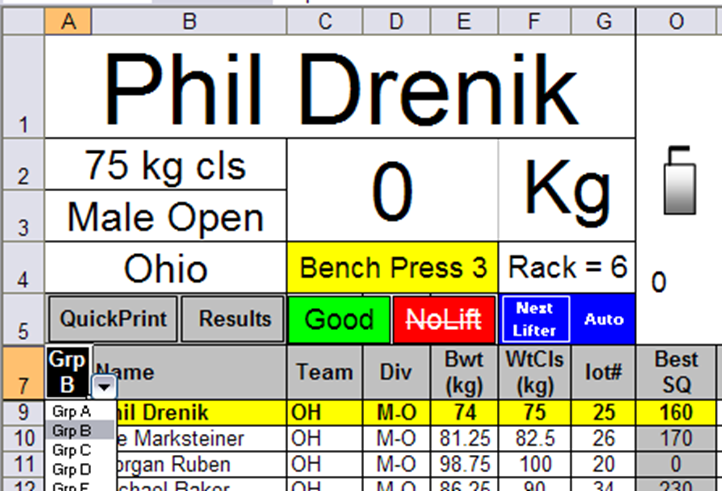 A B C D E F G O
1 Phil Drenik
2 75 kg cls 0 Kg
3 Male Open
4 Ohio Bench Press 3 Rack = 6 0
5 QuickPrint Results Good NoLift Next Lifter Auto
7 Grp B Name Team Div Bwt (kg) WtCls (kg) lot# Best SQ
9 Grp A hil Drenik OH M-O 74 75 25 160
10 Grp B e Marksteiner OH M-O 81.25 82.5 26 170
Grp C
11 organ Ruben OH M-O 98.75 100 20 0
Grp D
12 Grp E chael Baker OH M-O 86.25 90 34 230